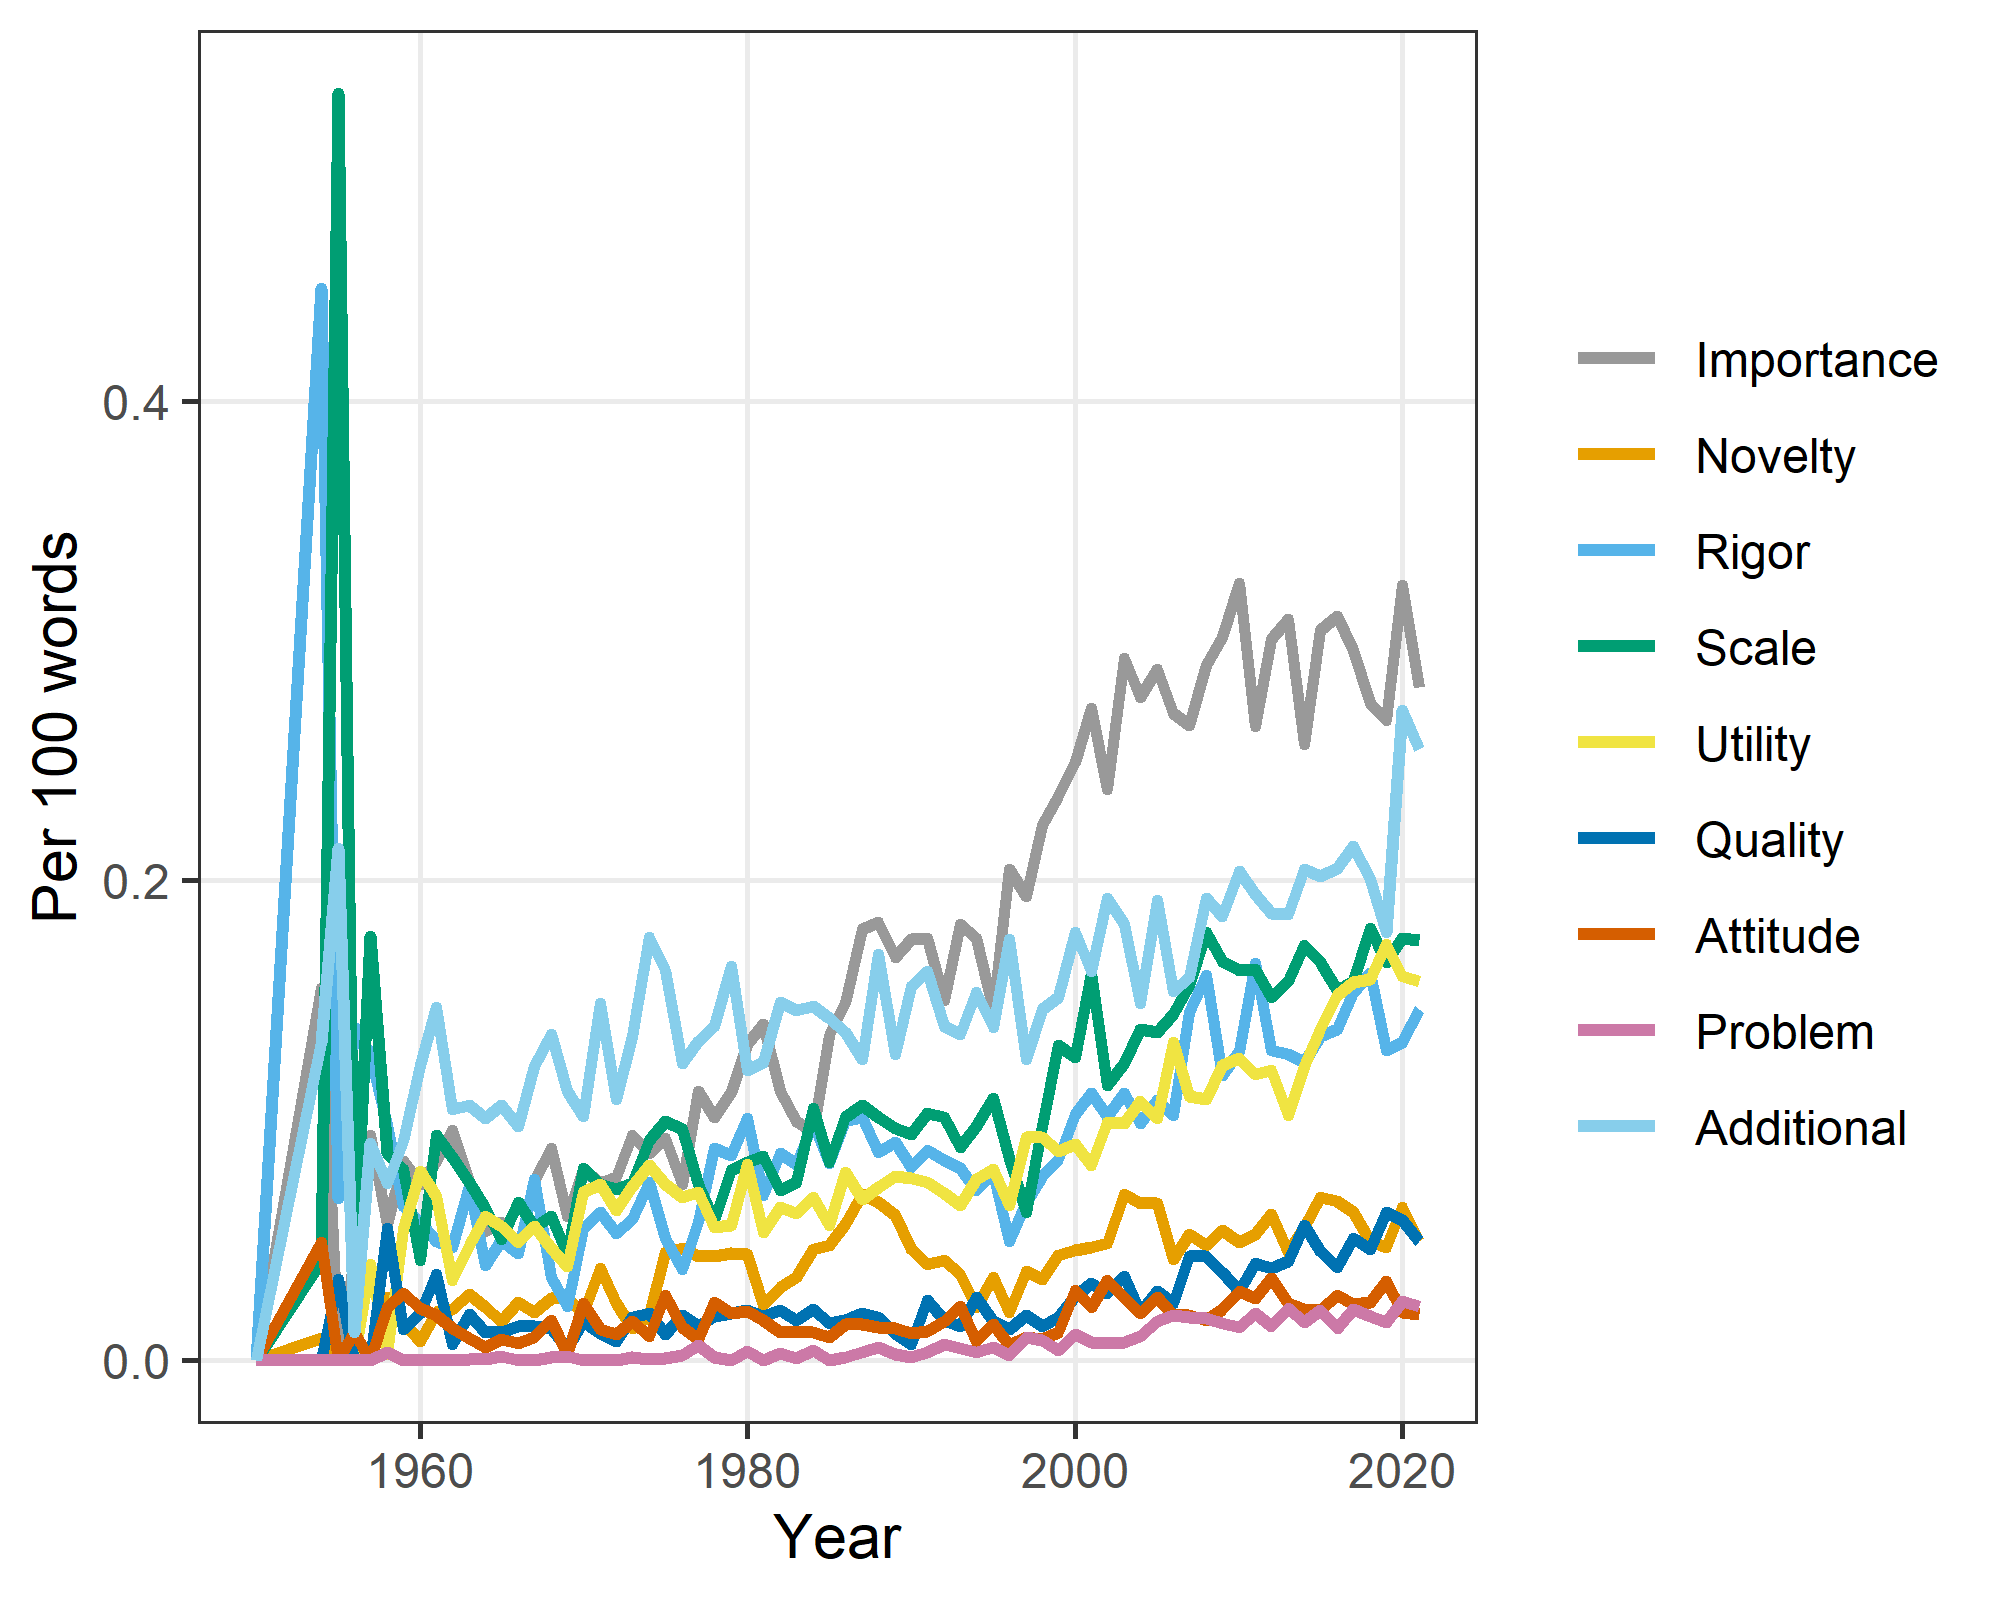 Per 100 words
0.4
0.2
0.0
1960 1980 2000 2020
Year
Importance
Novelty
Rigor
Scale
Utility
Quality
Attitude
Problem
Additional